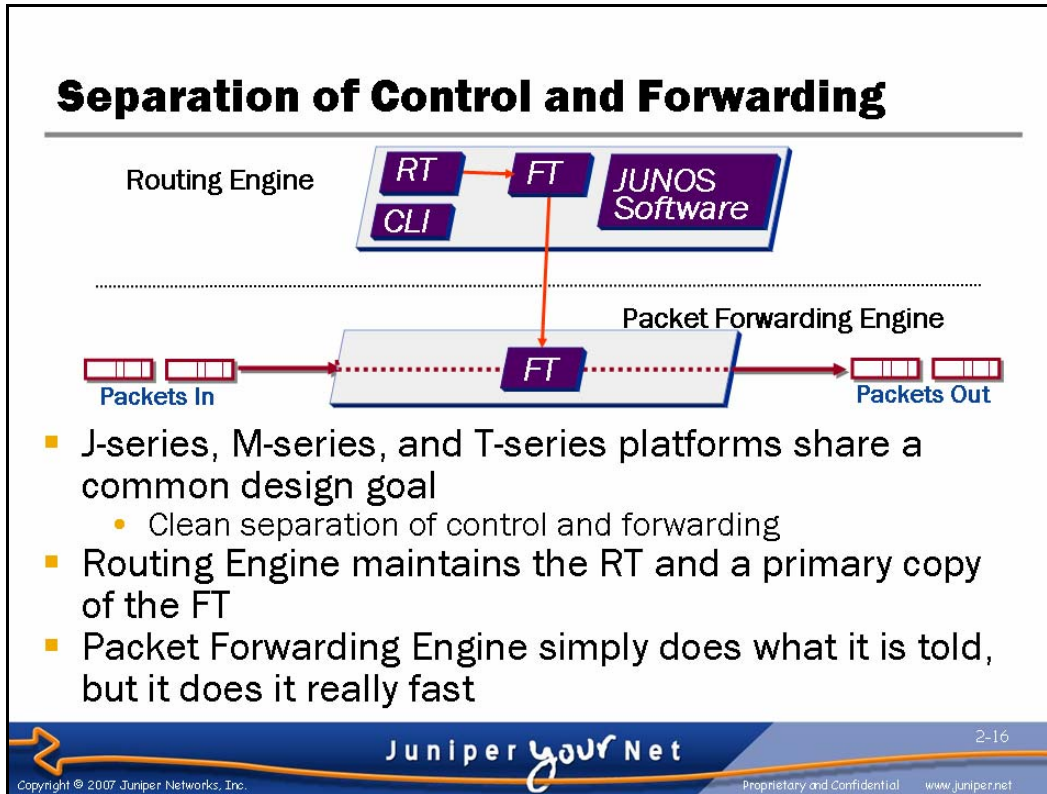 Separation of Control and Forwarding
Routing Engine
RT
FT
JUNOS
Software
CLI
Packet Forwarding Engine
FT
Packets In
Packets Out
J-series, M-series, and T-series platforms share a
common design goal
Clean separation of control and forwarding
Routing Engine maintains the RT and a primary copy
of the FT
Packet Forwarding Engine simply does what it is told,
but it does it really fast
Juniper your Net
2-16
Copyright © 2007 Juniper Networks, Inc.
Proprietary and Confidential www.juniper.net